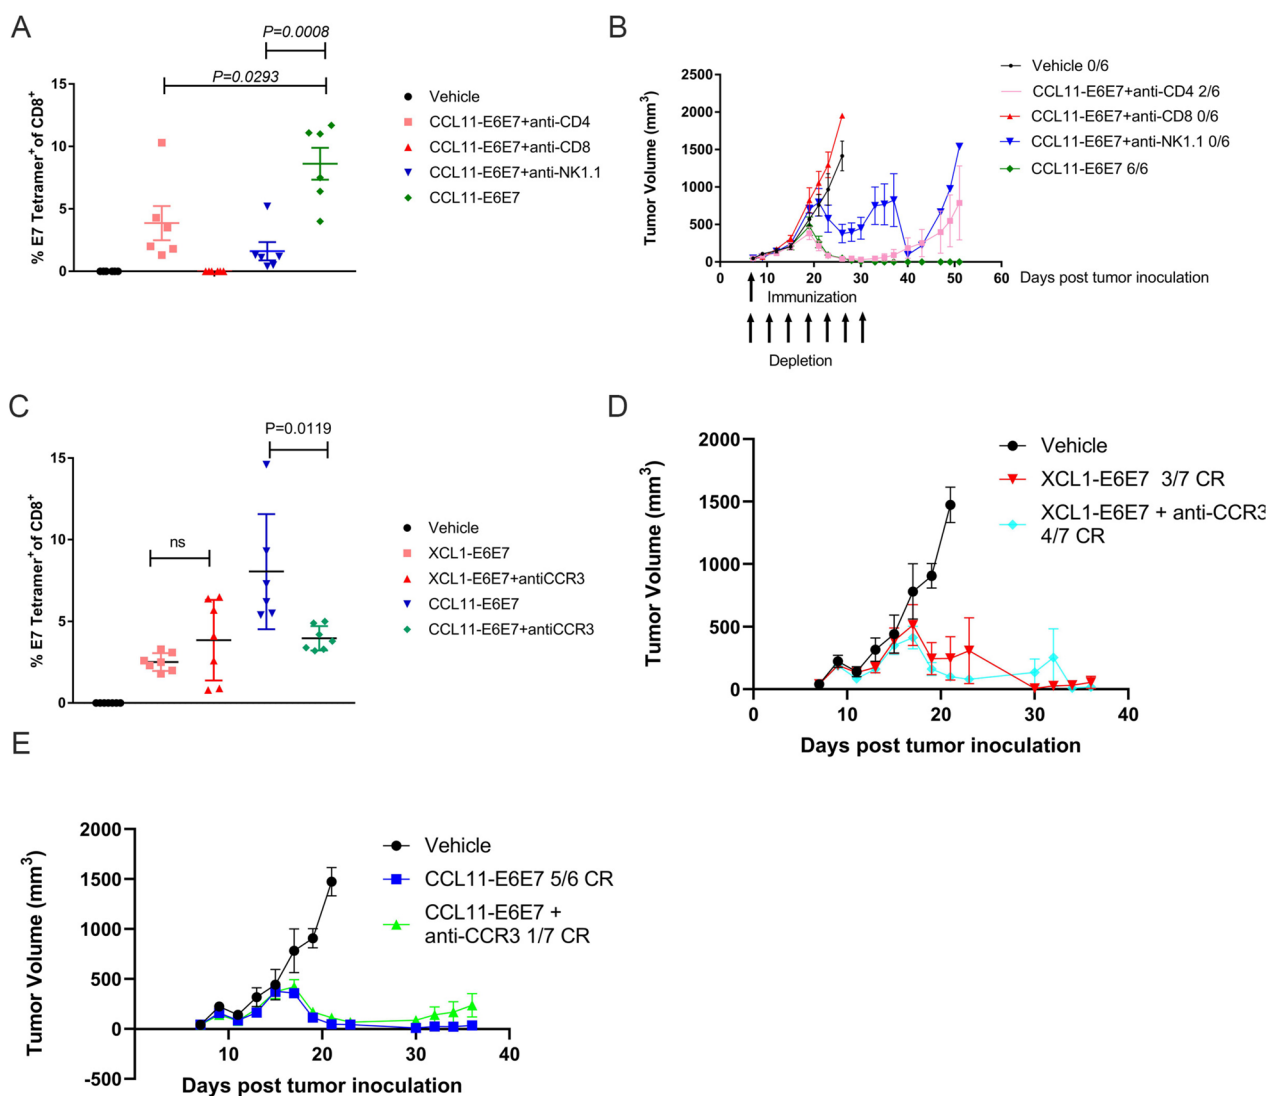 A
P=0.0008
P=0.0293
% E7 Tetramer+ of CD8+
15
10
5
0
Vehicle
CCL11-E6E7+anti-CD4
CCL11-E6E7+anti-CD8
CCL11-E6E7+anti-NK1.1
CCL11-E6E7
B
Tumor Volume (mm3)
2500
2000
1500
1000
500
0
0 10 20 30 40 50 60
Days post tumor inoculation
Immunization
Depletion
Vehicle 0/6
CCL11-E6E7+anti-CD4 2/6
CCL11-E6E7+anti-CD8 0/6
CCL11-E6E7+anti-NK1.1 0/6
CCL11-E6E7 6/6
C
P=0.0119
ns
% E7 Tetramer+ of CD8+
15
10
5
0
Vehicle
XCL1-E6E7
XCL1-E6E7+antiCCR3
CCL11-E6E7
CCL11-E6E7+antiCCR3
D
Tumor Volume (mm3)
2000
1500
1000
500
0
0 10 20 30 40
Days post tumor inoculation
Vehicle
XCL1-E6E7 3/7 CR
XCL1-E6E7 + anti-CCR3
4/7 CR
E
Tumor Volume (mm3)
2000
1500
1000
500
0
-500
10 20 30 40
Days post tumor inoculation
Vehicle
CCL11-E6E7 5/6 CR
CCL11-E6E7 +
anti-CCR3 1/7 CR